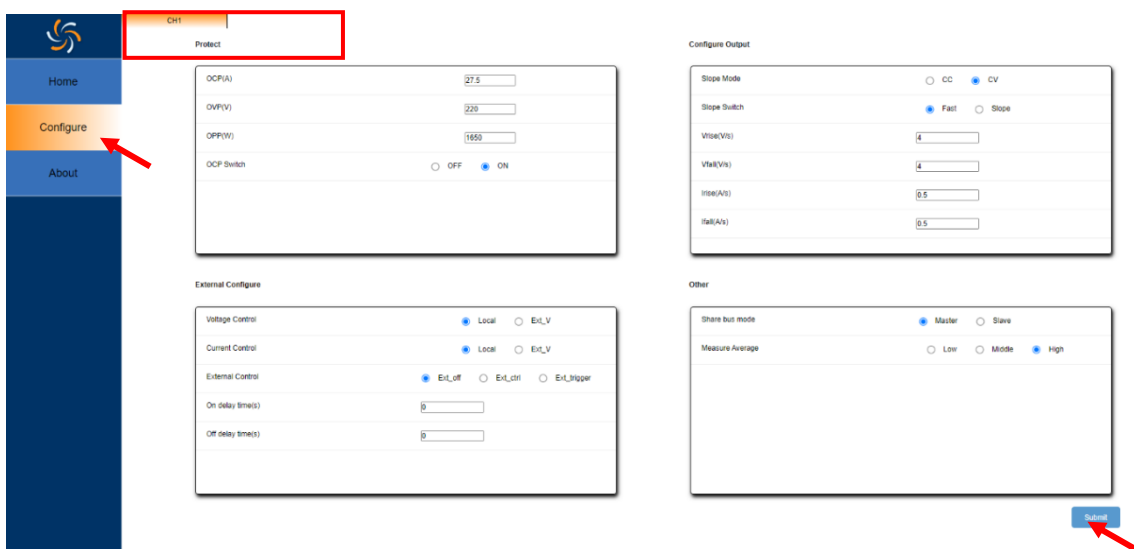 CH1
Home
Configure
About
Protect
OCP(A) 27.5
OVP(V) 220
OPP(W) 1650
OCP Switch OFF ON
Configure Output
Slope Mode CC CV
Slope Switch Fast Slope
Vrise(V/s) 4
Vfall(V/s) 4
Irise(A/s) 0.5
Ifall(A/s) 0.5
External Configure
Voltage Control Local Ext_V
Current Control Local Ext_V
External Control Ext_off Ext_ctrl Ext_trigger
On delay time(s) 0
Off delay time(s) 0
Other
Share bus mode Master Slave
Measure Average Low Middle High
Submit